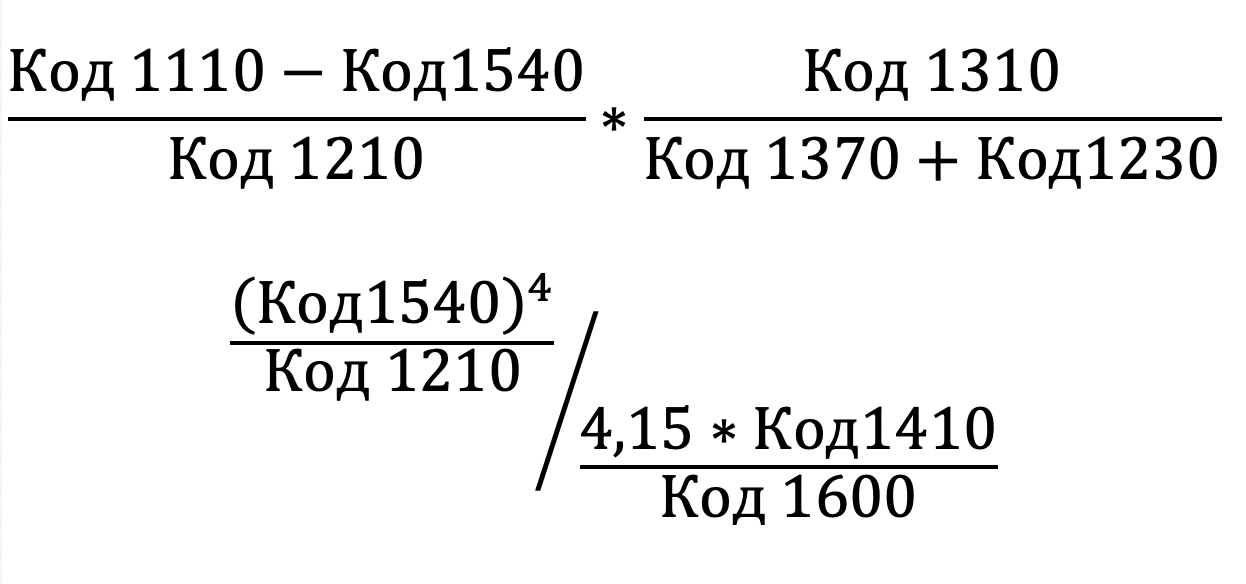 Код 1110 − Код1540
Код 1210
*
Код 1310
Код 1370 + Код1230
(Код1540)⁴
Код 1210
/
4,15 * Код1410
Код 1600